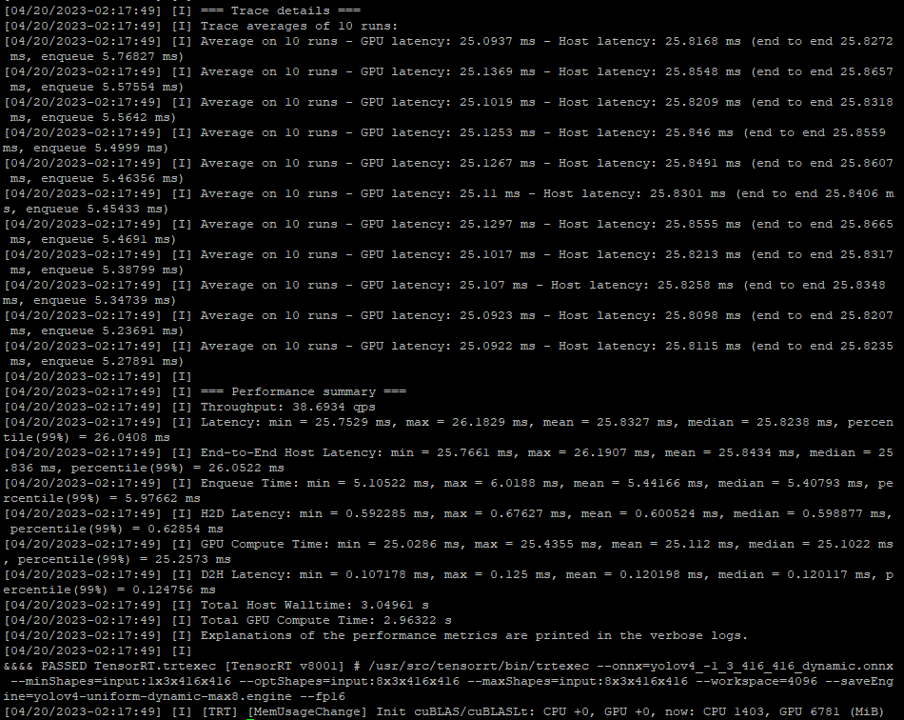 [04/20/2023-02:17:49] [I] === Trace details ===
[04/20/2023-02:17:49] [I] Trace averages of 10 runs:
[04/20/2023-02:17:49] [I] Average on 10 runs - GPU latency: 25.0937 ms - Host latency: 25.8168 ms (end to end 25.8272
 ms, enqueue 5.76827 ms)
[04/20/2023-02:17:49] [I] Average on 10 runs - GPU latency: 25.1369 ms - Host latency: 25.8548 ms (end to end 25.8657
 ms, enqueue 5.57554 ms)
[04/20/2023-02:17:49] [I] Average on 10 runs - GPU latency: 25.1019 ms - Host latency: 25.8209 ms (end to end 25.8318
 ms, enqueue 5.5642 ms)
[04/20/2023-02:17:49] [I] Average on 10 runs - GPU latency: 25.1253 ms - Host latency: 25.846 ms (end to end 25.8559
ms, enqueue 5.4999 ms)
[04/20/2023-02:17:49] [I] Average on 10 runs - GPU latency: 25.1267 ms - Host latency: 25.8491 ms (end to end 25.8607
 ms, enqueue 5.46356 ms)
[04/20/2023-02:17:49] [I] Average on 10 runs - GPU latency: 25.11 ms - Host latency: 25.8301 ms (end to end 25.8406 m
s, enqueue 5.45433 ms)
[04/20/2023-02:17:49] [I] Average on 10 runs - GPU latency: 25.1297 ms - Host latency: 25.8555 ms (end to end 25.8665
 ms, enqueue 5.4691 ms)
[04/20/2023-02:17:49] [I] Average on 10 runs - GPU latency: 25.1017 ms - Host latency: 25.8213 ms (end to end 25.8317
 ms, enqueue 5.38799 ms)
[04/20/2023-02:17:49] [I] Average on 10 runs - GPU latency: 25.107 ms - Host latency: 25.8258 ms (end to end 25.8348
ms, enqueue 5.34739 ms)
[04/20/2023-02:17:49] [I] Average on 10 runs - GPU latency: 25.0923 ms - Host latency: 25.8098 ms (end to end 25.8207
 ms, enqueue 5.23691 ms)
[04/20/2023-02:17:49] [I] Average on 10 runs - GPU latency: 25.0922 ms - Host latency: 25.8115 ms (end to end 25.8235
 ms, enqueue 5.27891 ms)
[04/20/2023-02:17:49] [I]
[04/20/2023-02:17:49] [I] === Performance summary ===
[04/20/2023-02:17:49] [I] Throughput: 38.6934 qps
[04/20/2023-02:17:49] [I] Latency: min = 25.7529 ms, max = 26.1829 ms, mean = 25.8327 ms, median = 25.8238 ms, percen
tile(99%) = 26.0408 ms
[04/20/2023-02:17:49] [I] End-to-End Host Latency: min = 25.7661 ms, max = 26.1907 ms, mean = 25.8434 ms, median = 25
.836 ms, percentile(99%) = 26.0522 ms
[04/20/2023-02:17:49] [I] Enqueue Time: min = 5.10522 ms, max = 6.0188 ms, mean = 5.44166 ms, median = 5.40793 ms, pe
rcentile(99%) = 5.97662 ms
[04/20/2023-02:17:49] [I] H2D Latency: min = 0.592285 ms, max = 0.67627 ms, mean = 0.600524 ms, median = 0.598877 ms,
 percentile(99%) = 0.62854 ms
[04/20/2023-02:17:49] [I] GPU Compute Time: min = 25.0286 ms, max = 25.4355 ms, mean = 25.112 ms, median = 25.1022 ms
, percentile(99%) = 25.2573 ms
[04/20/2023-02:17:49] [I] D2H Latency: min = 0.107178 ms, max = 0.125 ms, mean = 0.120198 ms, median = 0.120117 ms, p
ercentile(99%) = 0.124756 ms
[04/20/2023-02:17:49] [I] Total Host Walltime: 3.04961 s
[04/20/2023-02:17:49] [I] Total GPU Compute Time: 2.96322 s
[04/20/2023-02:17:49] [I] Explanations of the performance metrics are printed in the verbose logs.
[04/20/2023-02:17:49] [I]
&&&& PASSED TensorRT.trtexec [TensorRT v8001] # /usr/src/tensorrt/bin/trtexec --onnx=yolov4_-1_3_416_416_dynamic.onnx
 --minShapes=input:1x3x416x416 --optShapes=input:8x3x416x416 --maxShapes=input:8x3x416x416 --workspace=4096 --saveEng
ine=yolov4-uniform-dynamic-max8.engine --fp16
[04/20/2023-02:17:49] [I] [TRT] [MemUsageChange] Init cuBLAS/cuBLASLt: CPU +0, GPU +0, now: CPU 1403, GPU 6781 (MiB)